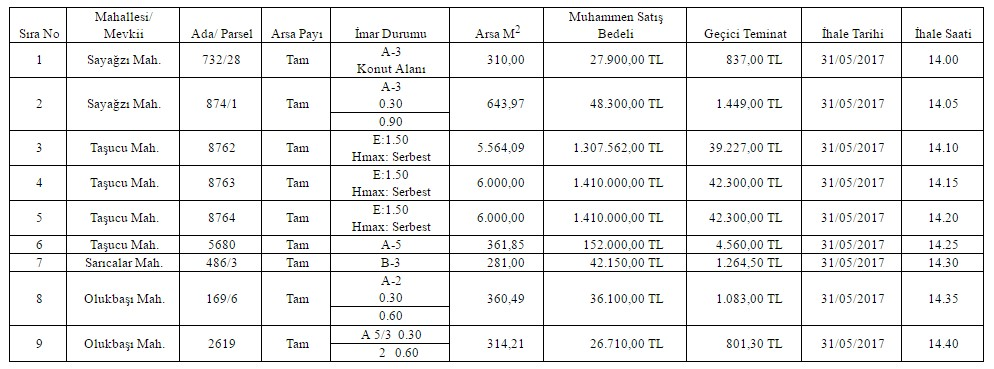 Sıra No Mahallesi/ Mevkii Ada/ Parsel Arsa Payı İmar Durumu Arsa M2 Muhammen Satış Bedeli Geçici Teminat İhale Tarihi İhale Saati
1 Sayağzı Mah. 732/28 Tam A-3 Konut Alanı 310,00 27.900,00 TL 837,00 TL 31/05/2017 14.00
2 Sayağzı Mah. 874/1 Tam A-3 0.30 0.90 643,97 48.300,00 TL 1.449,00 TL 31/05/2017 14.05
3 Taşucu Mah. 8762 Tam E:1.50 Hmax: Serbest 5.564,09 1.307.562,00 TL 39.227,00 TL 31/05/2017 14.10
4 Taşucu Mah. 8763 Tam E:1.50 Hmax: Serbest 6.000,00 1.410.000,00 TL 42.300,00 TL 31/05/2017 14.15
5 Taşucu Mah. 8764 Tam E:1.50 Hmax: Serbest 6.000,00 1.410.000,00 TL 42.300,00 TL 31/05/2017 14.20
6 Taşucu Mah. 5680 Tam A-5 361,85 152.000,00 TL 4.560,00 TL 31/05/2017 14.25
7 Sarıcalar Mah. 486/3 Tam B-3 281,00 42.150,00 TL 1.264,50 TL 31/05/2017 14.30
8 Olukbaşı Mah. 169/6 Tam A-2 0.30 0.60 360,49 36.100,00 TL 1.083,00 TL 31/05/2017 14.35
9 Olukbaşı Mah. 2619 Tam A 5/3 0.30 2 0.60 314,21 26.710,00 TL 801,30 TL 31/05/2017 14.40